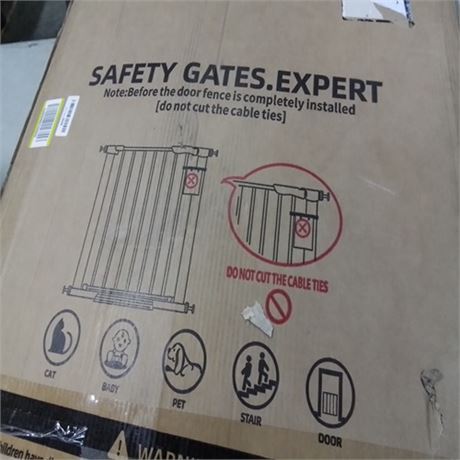 SAFETY GATES.EXPERT
Note:Before the door fence is completely installed
[do not cut the cable ties]
DO NOT CUT THE CABLE TIES
CAT
BABY
PET
STAIR
DOOR
WARN